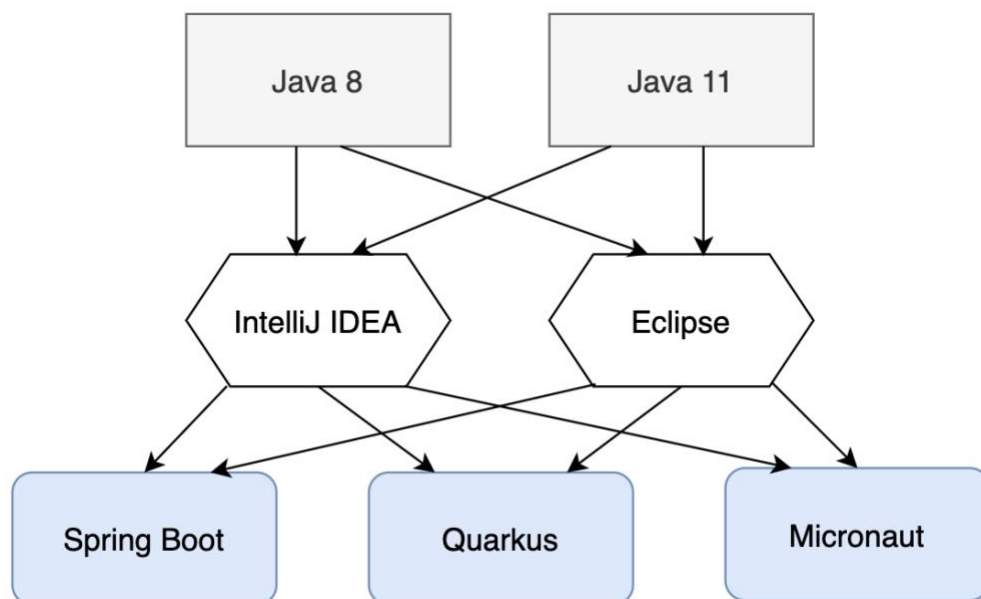 Java 8
Java 11
IntelliJ IDEA
Eclipse
Spring Boot
Quarkus
Micronaut